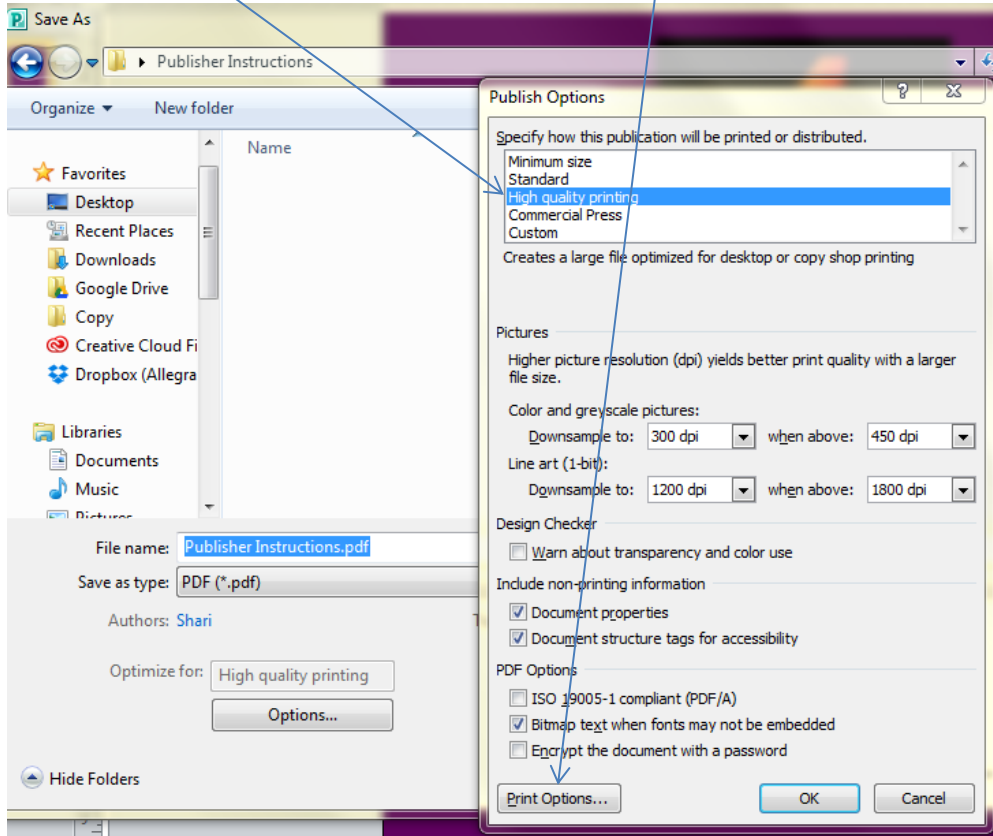 Save As
Publisher Instructions
Organize
New folder
Name
Favorites
Desktop
Recent Places
Downloads
Google Drive
Copy
Creative Cloud Fi
Dropbox (Allegra
Libraries
Documents
Music
Pictures
File name: Publisher Instructions.pdf
Save as type: PDF (*.pdf)
Authors: Shari
T
Optimize for: High quality printing
Options...
Hide Folders
Publish Options
Specify how this publication will be printed or distributed.
Minimum size
Standard
High quality printing
Commercial Press
Custom
Creates a large file optimized for desktop or copy shop printing
Pictures
Higher picture resolution (dpi) yields better print quality with a larger
file size.
Color and greyscale pictures:
Downsample to: 300 dpi when above: 450 dpi
Line art (1-bit):
Downsample to: 1200 dpi when above: 1800 dpi
Design Checker
Warn about transparency and color use
Include non-printing information
Document properties
Document structure tags for accessibility
PDF Options
ISO 19005-1 compliant (PDF/A)
Bitmap text when fonts may not be embedded
Encrypt the document with a password
Print Options... OK Cancel